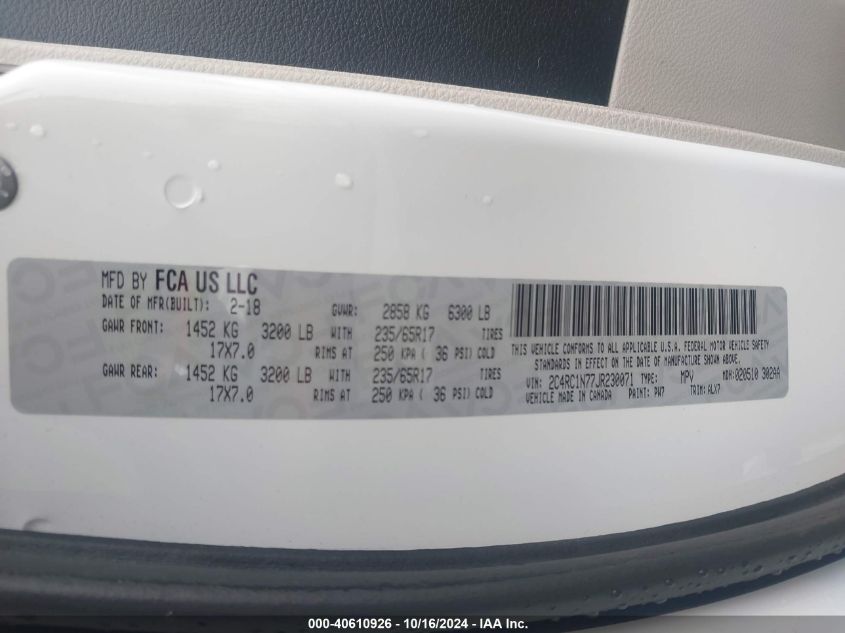 MFD BY FCA US LLC
DATE OF MFR(BUILT): 2-18 GVWR: 2858 KG 6300 LB
GAWR FRONT: 1452 KG 3200 LB WITH 235/65R17 TIRES
17X7.0 RIMS AT 250 KPA ( 36 PSI) COLD
GAWR REAR: 1452 KG 3200 LB WITH 235/65R17 TIRES
17X7.0 RIMS AT 250 KPA ( 36 PSI) COLD
THIS VEHICLE CONFORMS TO ALL APPLICABLE U.S.A. FEDERAL MOTOR VEHICLE SAFETY
STANDARDS IN EFFECT ON THE DATE OF MANUFACTURE SHOWN ABOVE.
VIN: 2C4RC1N77JR230071 TYPE: MPV MDH: 020510 302AA
VEHICLE MADE IN CANADA PAINT: PW7 TRIM: ALX7
000-40610926 - 10/16/2024 - IAA Inc.